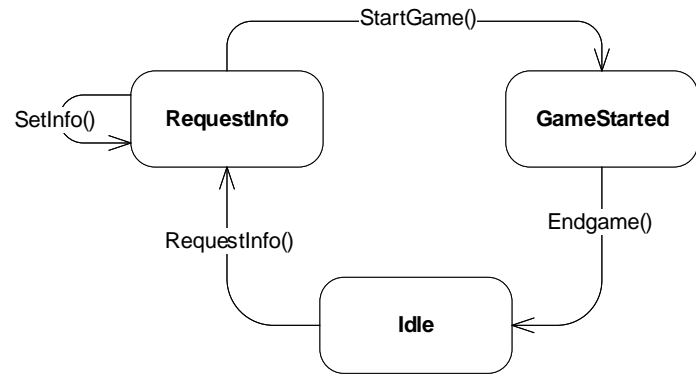 StartGame()
SetInfo()
RequestInfo
GameStarted
Endgame()
RequestInfo()
Idle